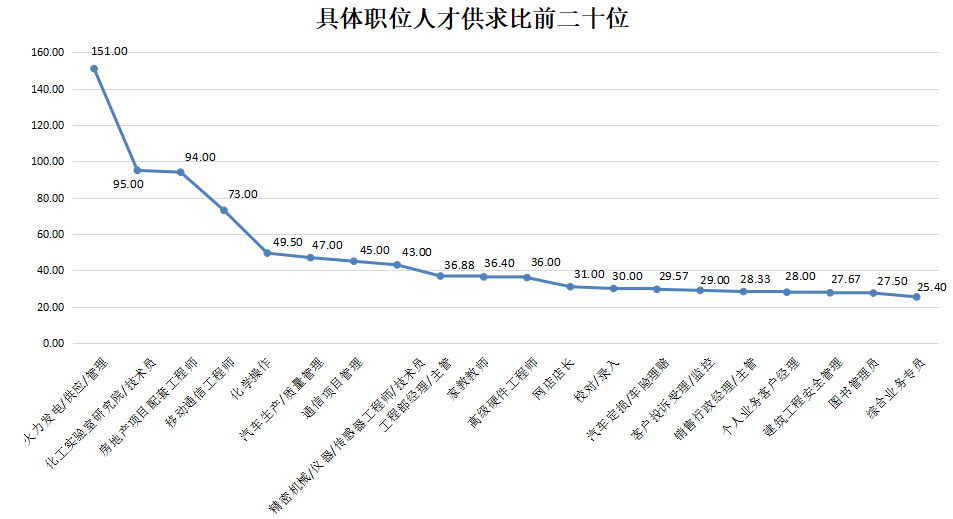 具体职位人才供求比前二十位
160.00
140.00
120.00
100.00
80.00
60.00
40.00
20.00
0.00
151.00
95.00
94.00
73.00
49.50
47.00
45.00
43.00
36.88
36.40
36.00
31.00
30.00
29.57
29.00
28.33
28.00
27.67
27.50
25.40
火力发电/供应/管理
化工实验室研究院/技术员
房地产项目配套工程师
移动通信工程师
化学操作
汽车生产/质量管理
通信项目管理
精密机械/仪器/传感器工程师/技术员
工程部经理/主管
家教教师
高级硬件工程师
网店店长
校对/录入
汽车定损/车险理赔
客户投诉受理/监控
销售行政经理/主管
个人业务客户经理
建筑工程安全管理
图书管理员
综合业务专员